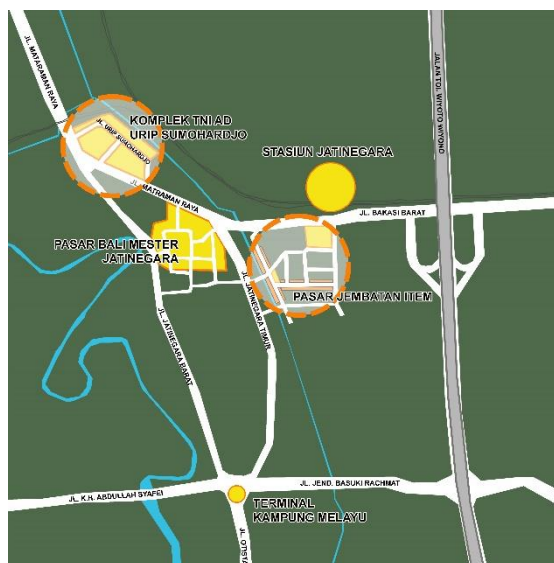 JL. MATARAMAN RAYA
KOMPLEK TNI AD
URIP SUMOHARDJO
JL. URIP SUMOHARDJO
JALAN TOL WIYOTO WIYONO
STASIUN JATINEGARA
JL. MATRAMAN RAYA
JL. BAKASI BARAT
PASAR BALI MESTER
JATINEGARA
JL. JATINEGARA TIMUR
PASAR JEMBATAN ITEM
JL. JATINEGARA BARAT
JL. K.H. ABDULLAH SYAFEI
JL. JEND. BASUKI RACHMAT
TERMINAL
KAMPUNG MELAYU
JL. OTISTA